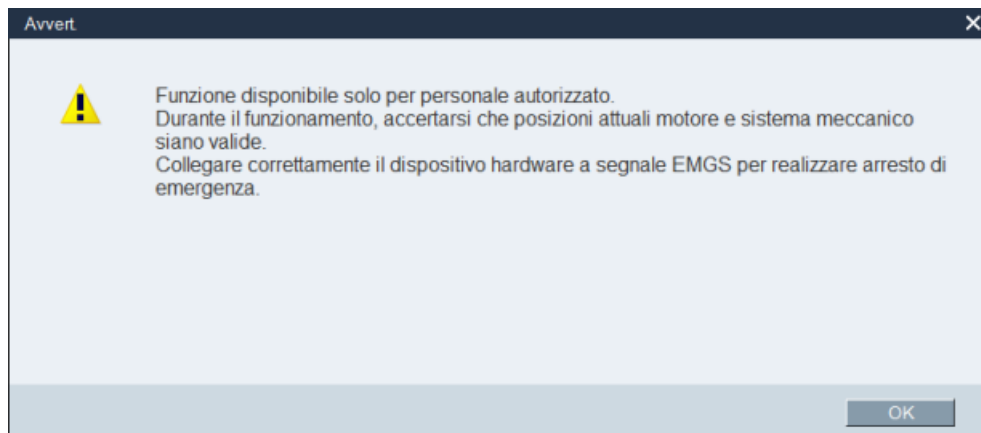 Avvert.
Funzione disponibile solo per personale autorizzato.
Durante il funzionamento, accertarsi che posizioni attuali motore e sistema meccanico
siano valide.
Collegare correttamente il dispositivo hardware a segnale EMGS per realizzare arresto di
emergenza.
OK